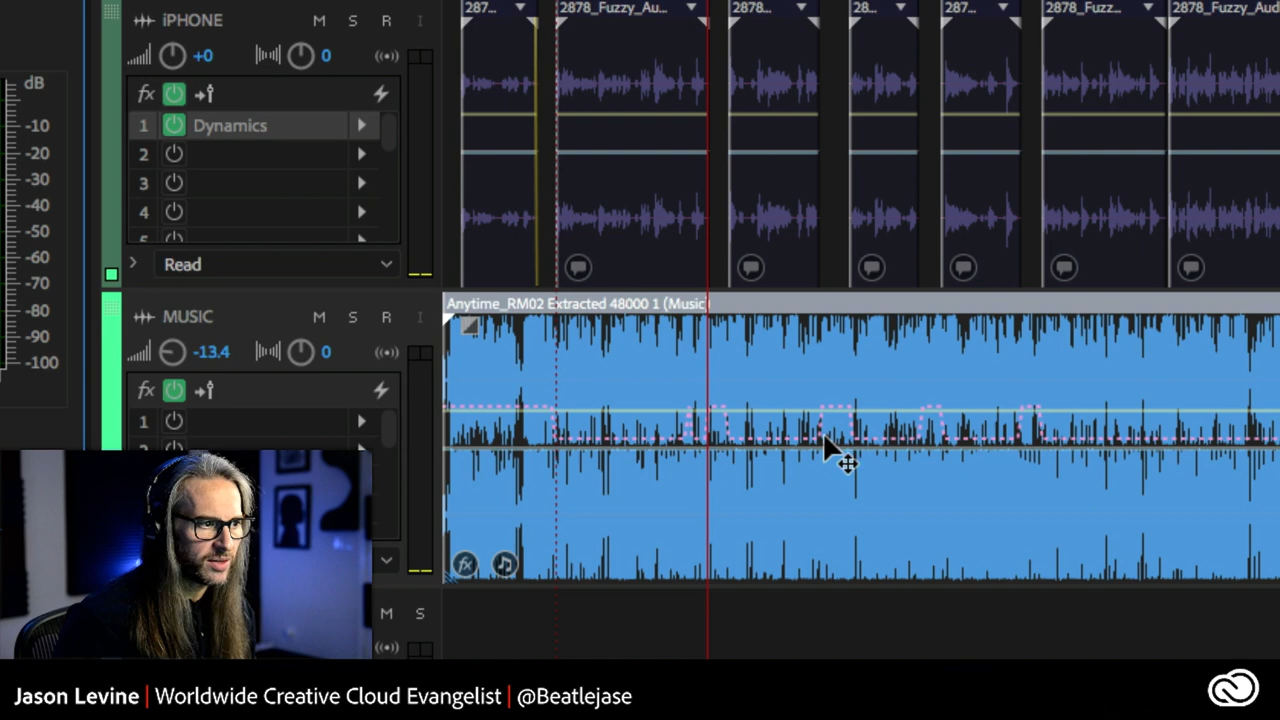 iPHONE M S R I
+0 0
fx
1 Dynamics
2
3
4
Read
dB
-10
-20
-30
-40
-50
-60
-70
-80
-90
-100
287... 2878_Fuzzy_Au... 2878... 28... 287... 2878_Fuzz... 2878_Fuzzy_Aud
MUSIC M S R I
-13.4 0
fx
1
Anytime_RM02 Extracted 48000 1 (Music)
fx
M S
Jason Levine | Worldwide Creative Cloud Evangelist | @Beatlejase